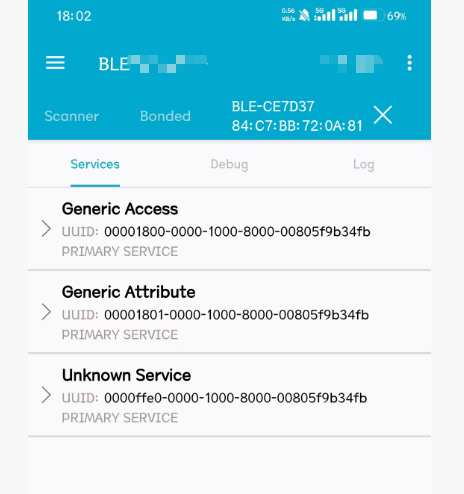 18:02
0.56 KB/s 5G 5G 69%
BLE
Scanner Bonded BLE-CE7D37
84:C7:BB:72:0A:81
Services Debug Log
Generic Access
UUID: 00001800-0000-1000-8000-00805f9b34fb
PRIMARY SERVICE
Generic Attribute
UUID: 00001801-0000-1000-8000-00805f9b34fb
PRIMARY SERVICE
Unknown Service
UUID: 0000ffe0-0000-1000-8000-00805f9b34fb
PRIMARY SERVICE